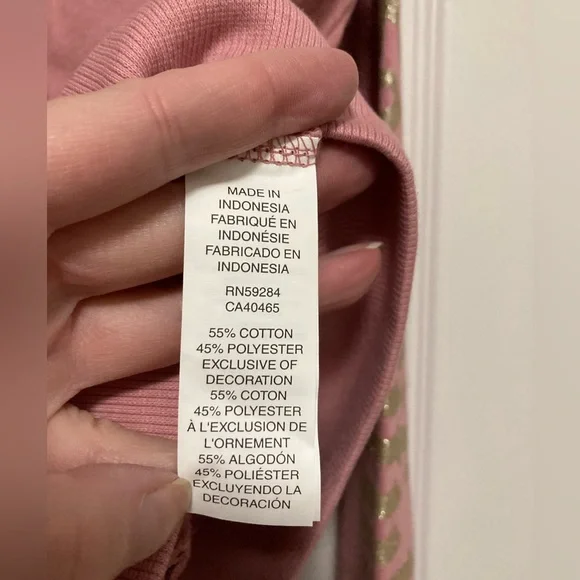 MADE IN
INDONESIA
FABRIQUÉ EN
INDONÉSIE
FABRICADO EN
INDONESIA
RN59284
CA40465
55% COTTON
45% POLYESTER
EXCLUSIVE OF
DECORATION
55% COTON
45% POLYESTER
À L'EXCLUSION DE
L'ORNEMENT
55% ALGODÓN
45% POLIÉSTER
EXCLUYENDO LA
DECORACIÓN